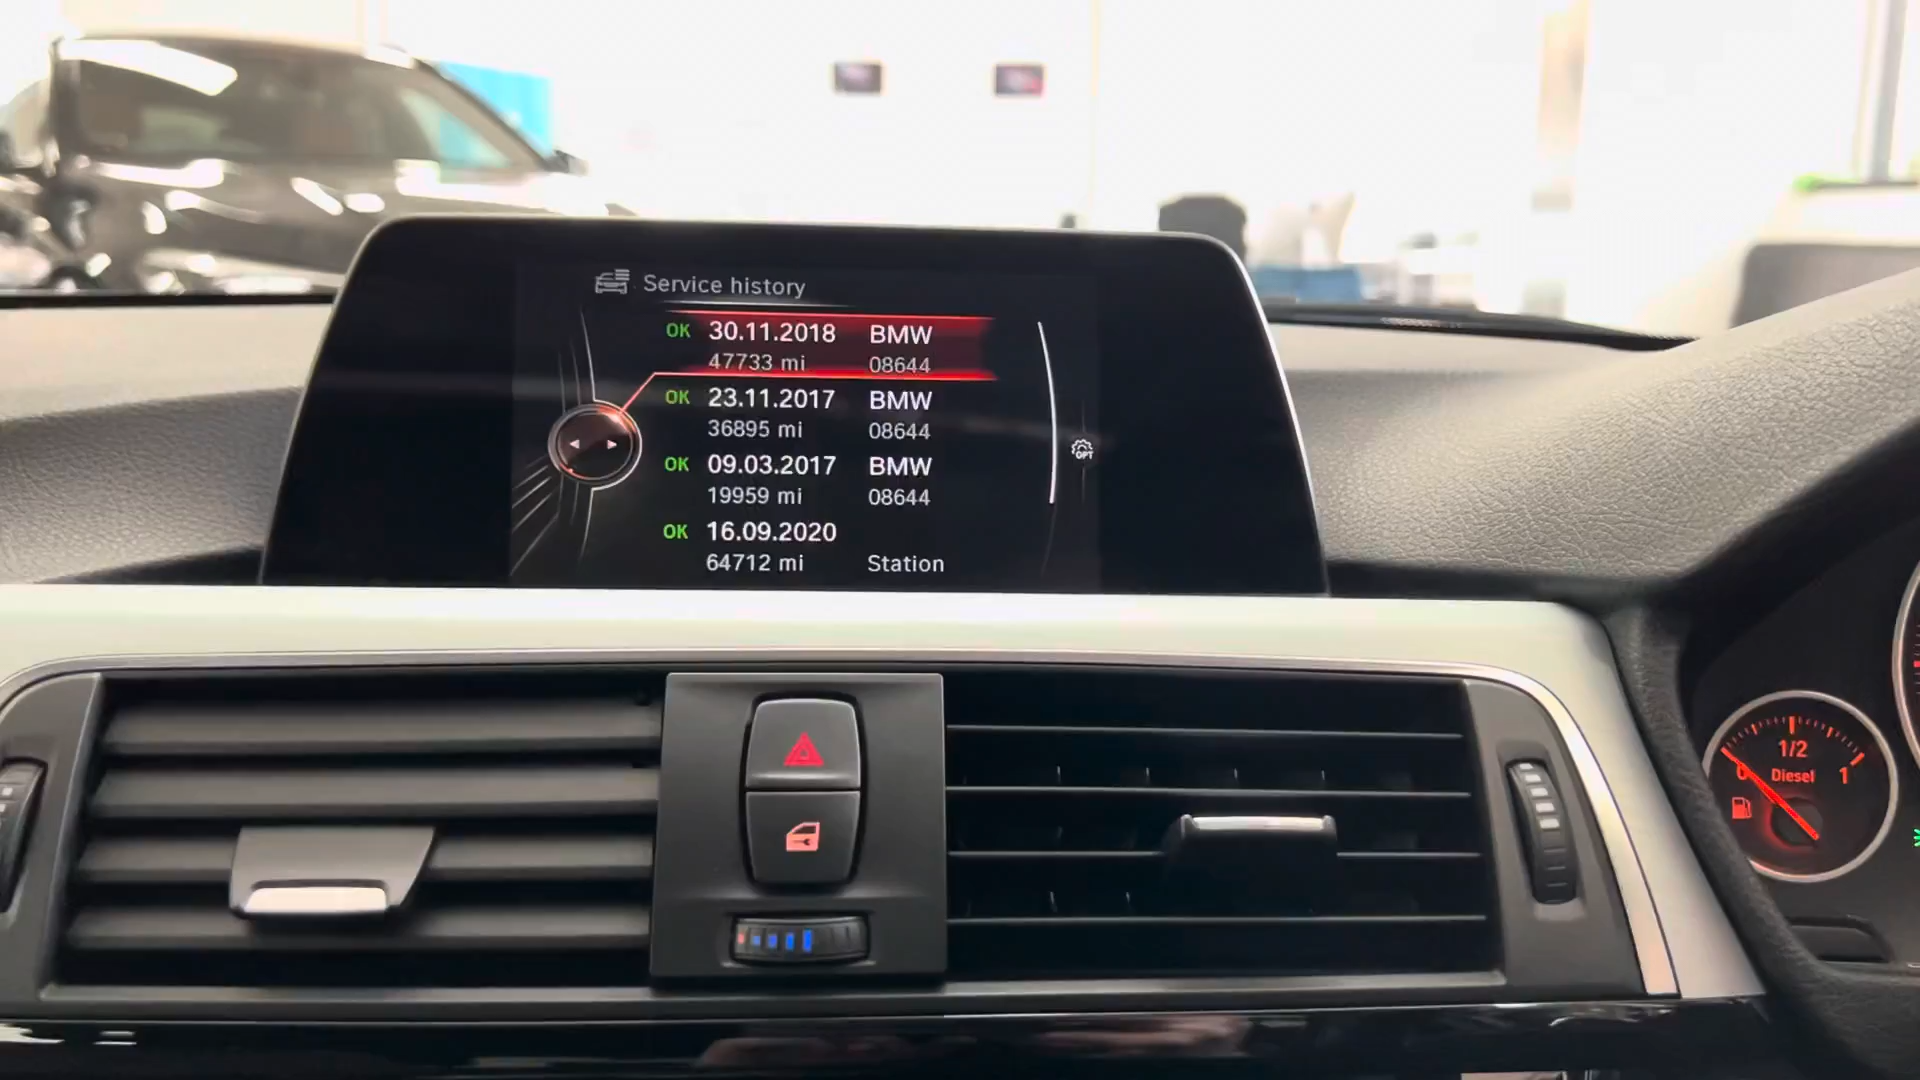 Service history
OK 30.11.2018 BMW
47733 mi 08644
OK 23.11.2017 BMW
36895 mi 08644
OK 09.03.2017 BMW
19959 mi 08644
OK 16.09.2020
64712 mi Station
OPT
1/2
0 Diesel 1